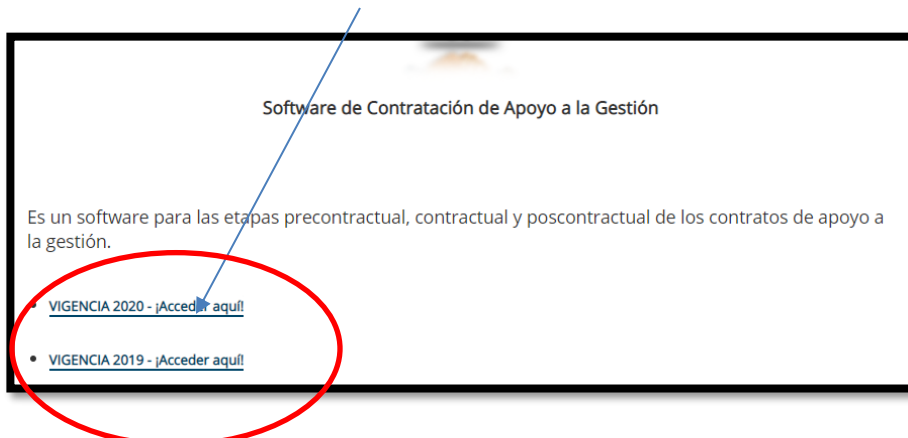 Software de Contratación de Apoyo a la Gestión
Es un software para las etapas precontractual, contractual y poscontractual de los contratos de apoyo a
la gestión.
• VIGENCIA 2020 - ¡Acceder aquí!
• VIGENCIA 2019 - ¡Acceder aquí!